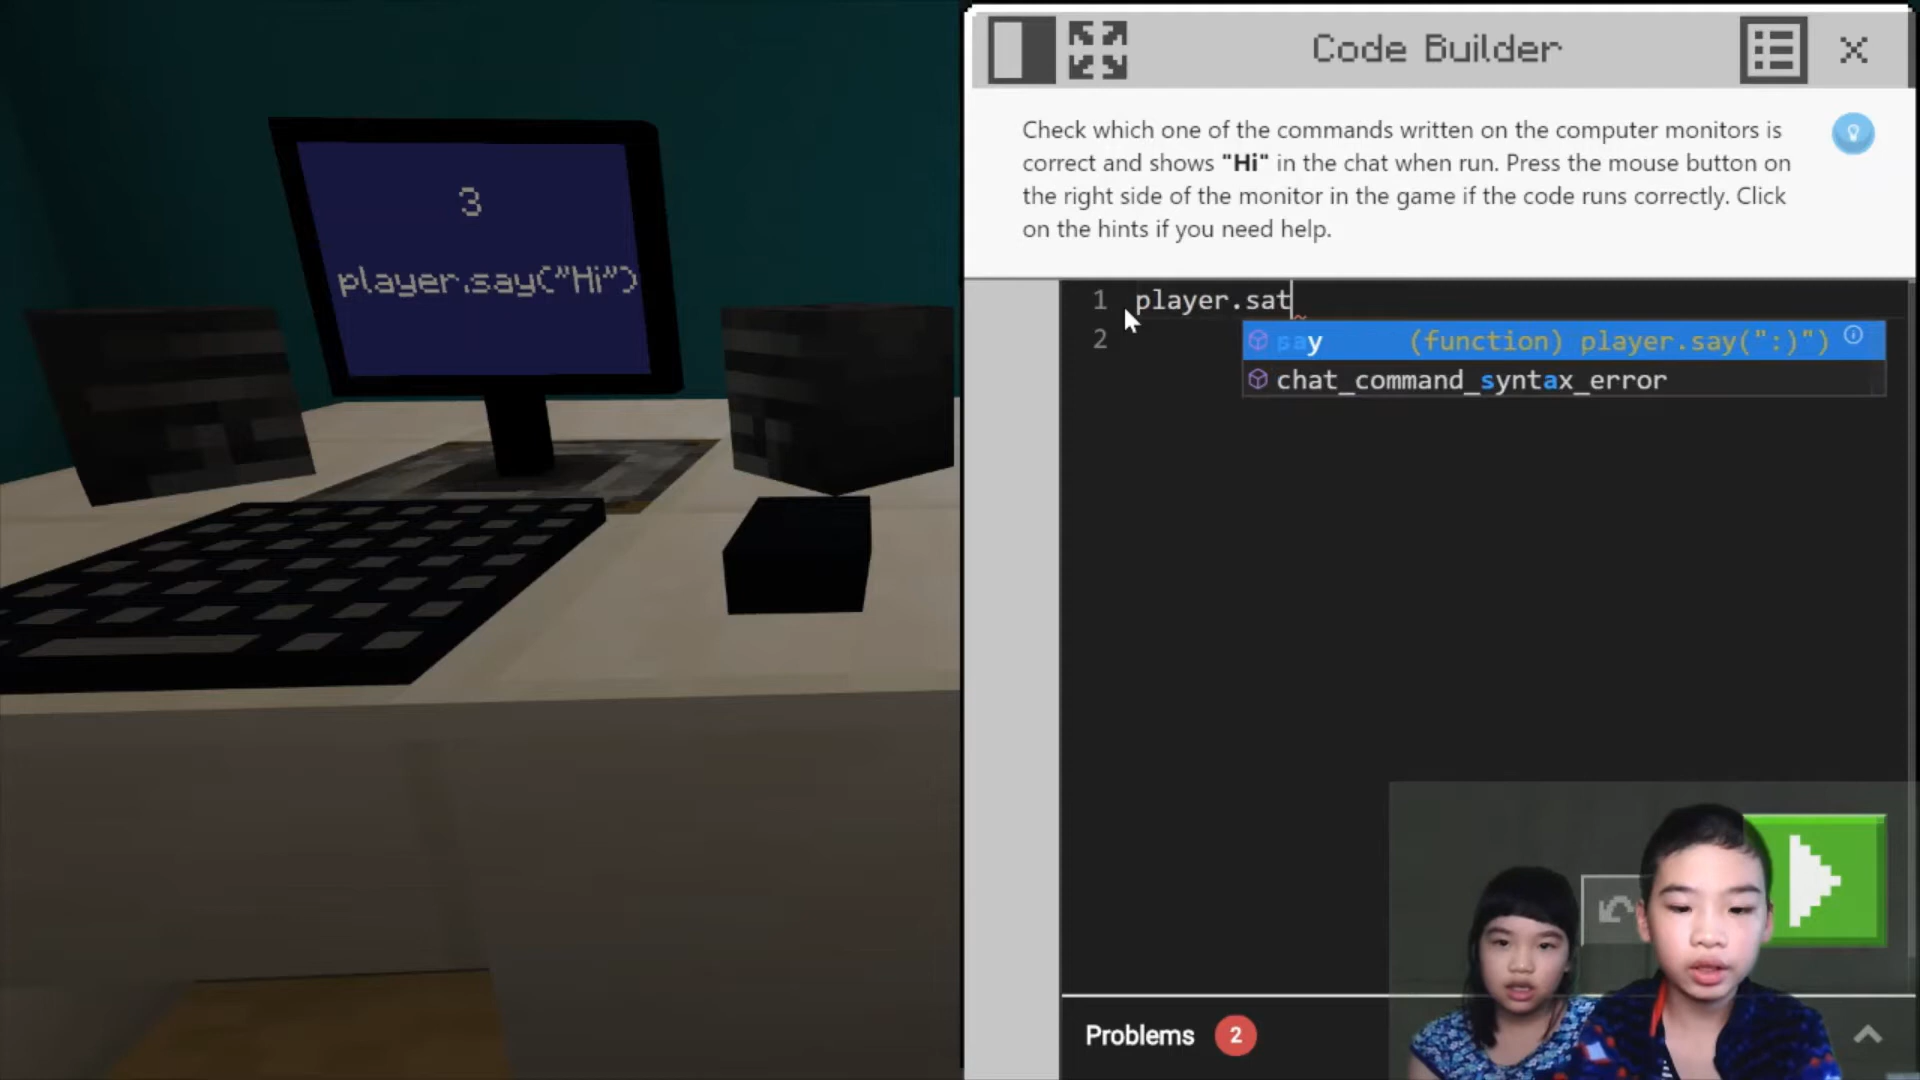 3
player.say("Hi")
Code Builder
Check which one of the commands written on the computer monitors is
correct and shows "Hi" in the chat when run. Press the mouse button on
the right side of the monitor in the game if the code runs correctly. Click
on the hints if you need help.
1 player.sat
2
say (function) player.say(":)")
chat_command_syntax_error
Problems 2